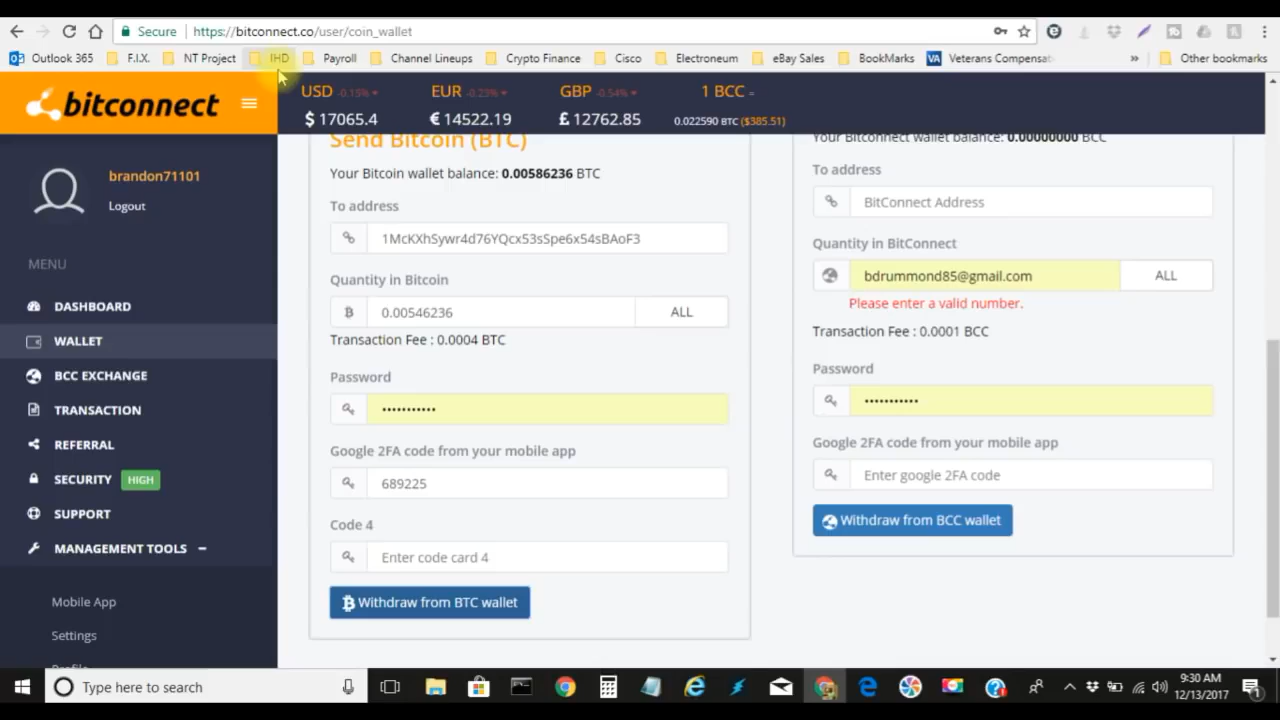 Secure https://bitconnect.co/user/coin_wallet
Outlook 365 F.I.X. NT Project IHD Payroll Channel Lineups Crypto Finance Cisco Electroneum eBay Sales BookMarks VA Veterans Compensat » Other bookmarks
bitconnect
USD -0.15% EUR -0.23% GBP -0.54% 1 BCC =
$ 17065.4 € 14522.19 £ 12762.85 0.022590 BTC ($385.51)
brandon71101
Logout
MENU
DASHBOARD
WALLET
BCC EXCHANGE
TRANSACTION
REFERRAL
SECURITY HIGH
SUPPORT
MANAGEMENT TOOLS
Mobile App
Settings
Profile
Send Bitcoin (BTC)
Your Bitcoin wallet balance: 0.00586236 BTC
To address
1McKXhSywr4d76YQcx53sSpe6x54sBAoF3
Quantity in Bitcoin
0.00546236 ALL
Transaction Fee : 0.0004 BTC
Password
•••••••••••
Google 2FA code from your mobile app
689225
Code 4
Enter code card 4
Withdraw from BTC wallet
Your Bitconnect wallet balance: 0.00000000 BCC
To address
BitConnect Address
Quantity in BitConnect
bdrummond85@gmail.com ALL
Please enter a valid number.
Transaction Fee : 0.0001 BCC
Password
•••••••••••
Google 2FA code from your mobile app
Enter google 2FA code
Withdraw from BCC wallet
Type here to search
9:30 AM
12/13/2017